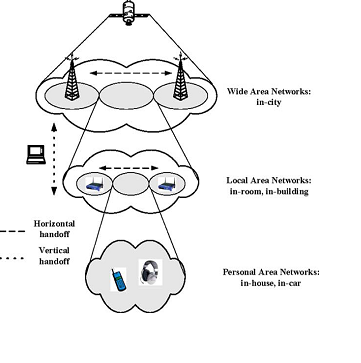 Wide Area Networks:
in-city
Local Area Networks:
in-room, in-building
Horizontal
handoff
Vertical
handoff
Personal Area Networks:
in-house, in-car